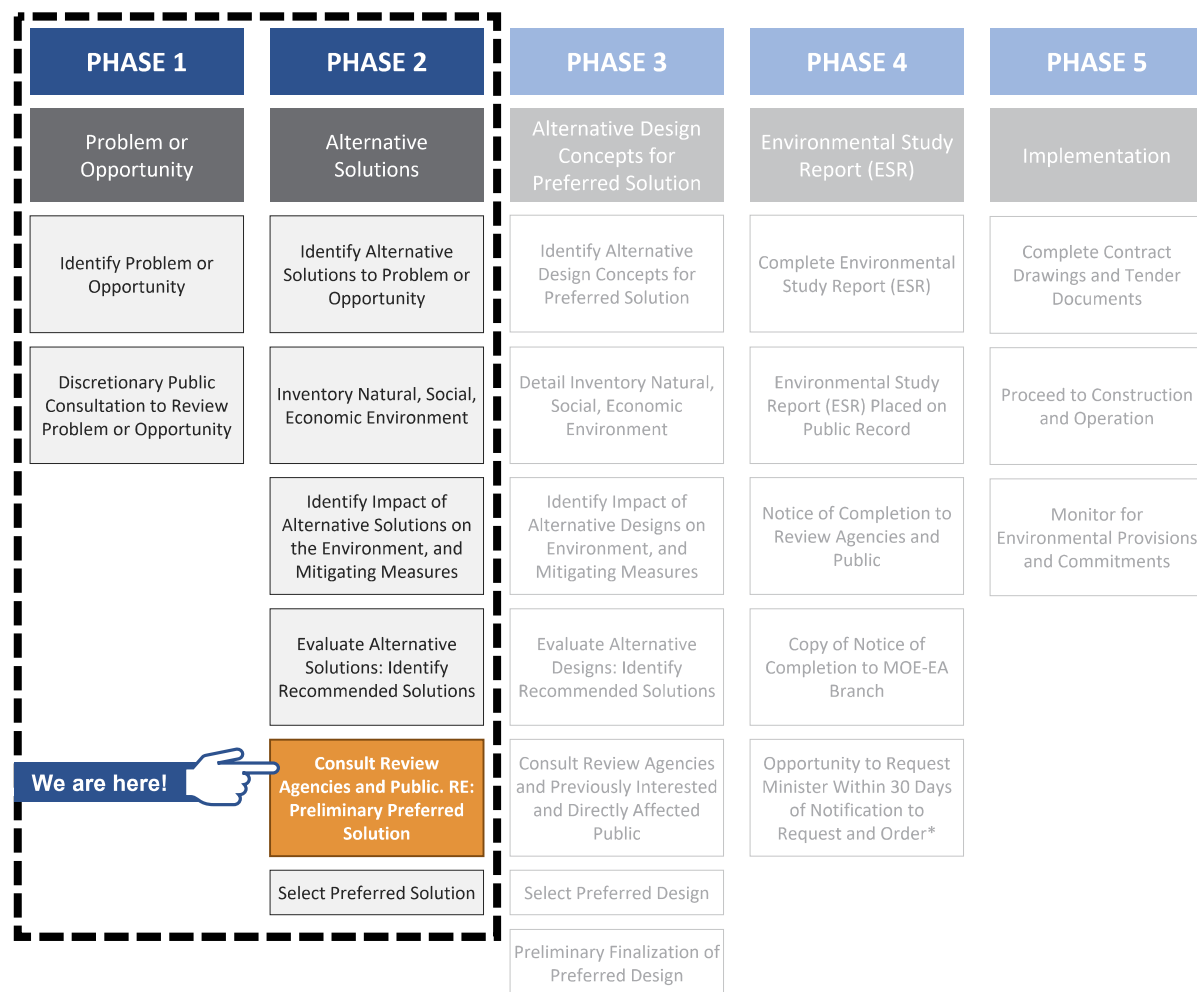 PHASE 1
Problem or
Opportunity
Identify Problem or
Opportunity
Discretionary Public
Consultation to Review
Problem or Opportunity
We are here!
PHASE 2
Alternative
Solutions
Identify Alternative
Solutions to Problem or
Opportunity
Inventory Natural, Social,
Economic Environment
Identify Impact of
Alternative Solutions on
the Environment, and
Mitigating Measures
Evaluate Alternative
Solutions: Identify
Recommended Solutions
Consult Review
Agencies and Public. RE:
Preliminary Preferred
Solution
Select Preferred Solution
PHASE 3
Alternative Design
Concepts for
Preferred Solution
Identify Alternative
Design Concepts for
Preferred Solution
Detail Inventory Natural,
Social, Economic
Environment
Identify Impact of
Alternative Designs on
Environment, and
Mitigating Measures
Evaluate Alternative
Designs: Identify
Recommended Solutions
Consult Review Agencies
and Previously Interested
and Directly Affected
Public
Select Preferred Design
Preliminary Finalization of
Preferred Design
PHASE 4
Environmental Study
Report (ESR)
Complete Environmental
Study Report (ESR)
Environmental Study
Report (ESR) Placed on
Public Record
Notice of Completion to
Review Agencies and
Public
Copy of Notice of
Completion to MOE-EA
Branch
Opportunity to Request
Minister Within 30 Days
of Notification to
Request and Order*
PHASE 5
Implementation
Complete Contract
Drawings and Tender
Documents
Proceed to Construction
and Operation
Monitor for
Environmental Provisions
and Commitments